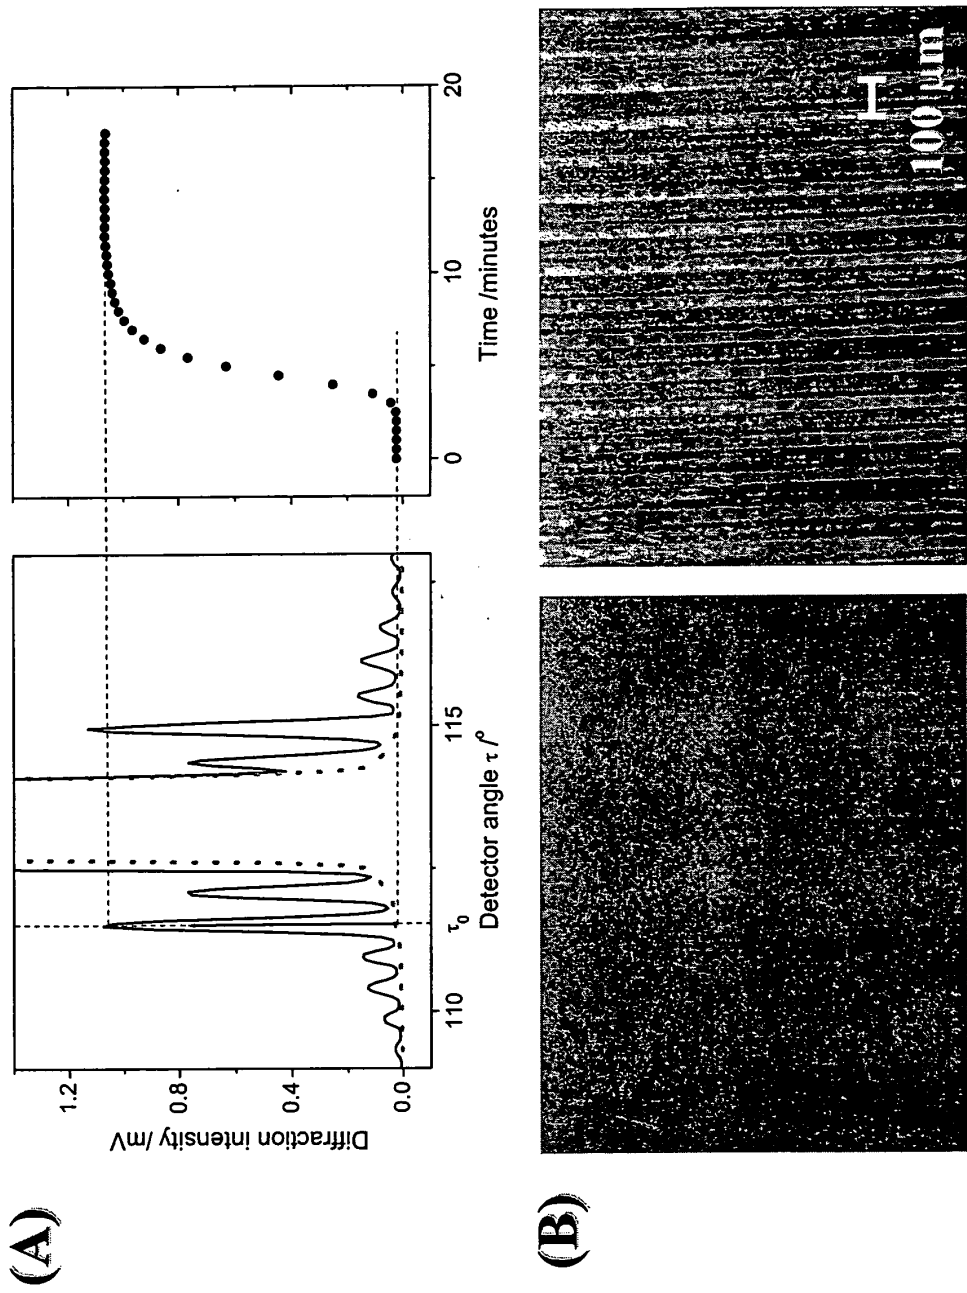 (A)
Diffraction intensity /mV
1.2
0.8
0.4
0.0
110
τ₀
115
Detector angle τ /°
0
10
20
Time /minutes
(B)
100 µm